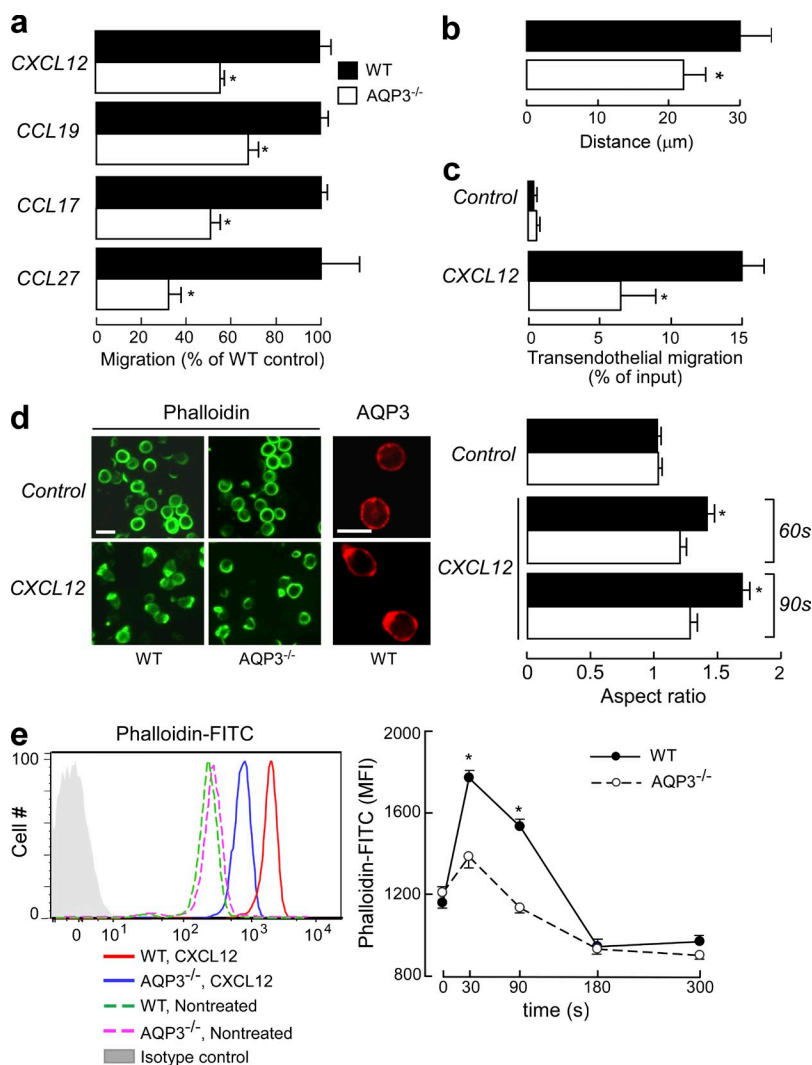 a
CXCL12
CCL19
CCL17
CCL27
*
*
*
*
WT
AQP3-/-
0 20 40 60 80 100
Migration (% of WT control)
b
*
0 10 20 30
Distance (μm)
c
Control
CXCL12
*
0 5 10 15
Transendothelial migration
(% of input)
d
Phalloidin AQP3
Control
CXCL12
WT AQP3-/- WT
Control
CXCL12
*
60s
*
90s
0 0.5 1 1.5 2
Aspect ratio
e
Phalloidin-FITC
100
Cell #
0
0 10^1 10^2 10^3 10^4
WT, CXCL12
AQP3-/-, CXCL12
WT, Nontreated
AQP3-/-, Nontreated
Isotype control
2000
1600
1200
800
Phalloidin-FITC (MFI)
*
*
WT
AQP3-/-
0 30 90 180 300
time (s)